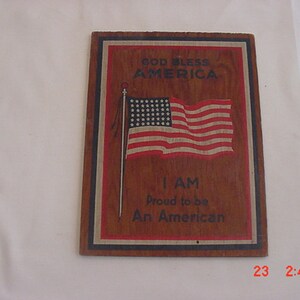 GOD BLESS
AMERICA
I AM
Proud to be
An American
23 2:4